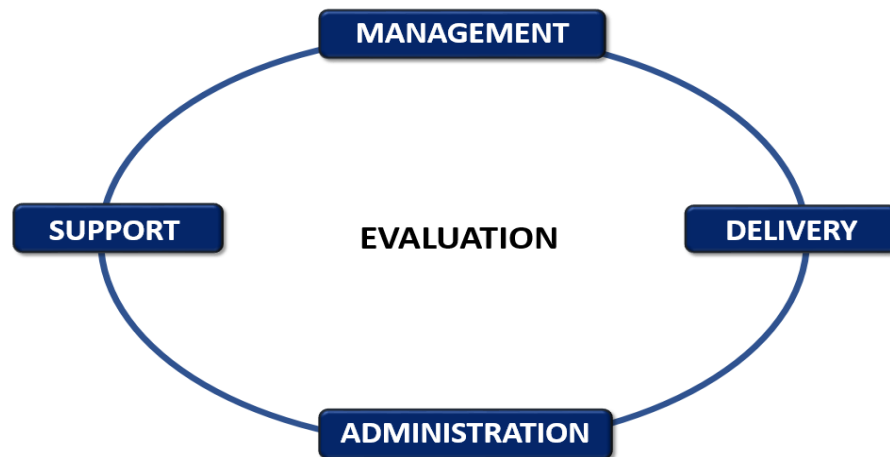 MANAGEMENT
SUPPORT
EVALUATION
DELIVERY
ADMINISTRATION